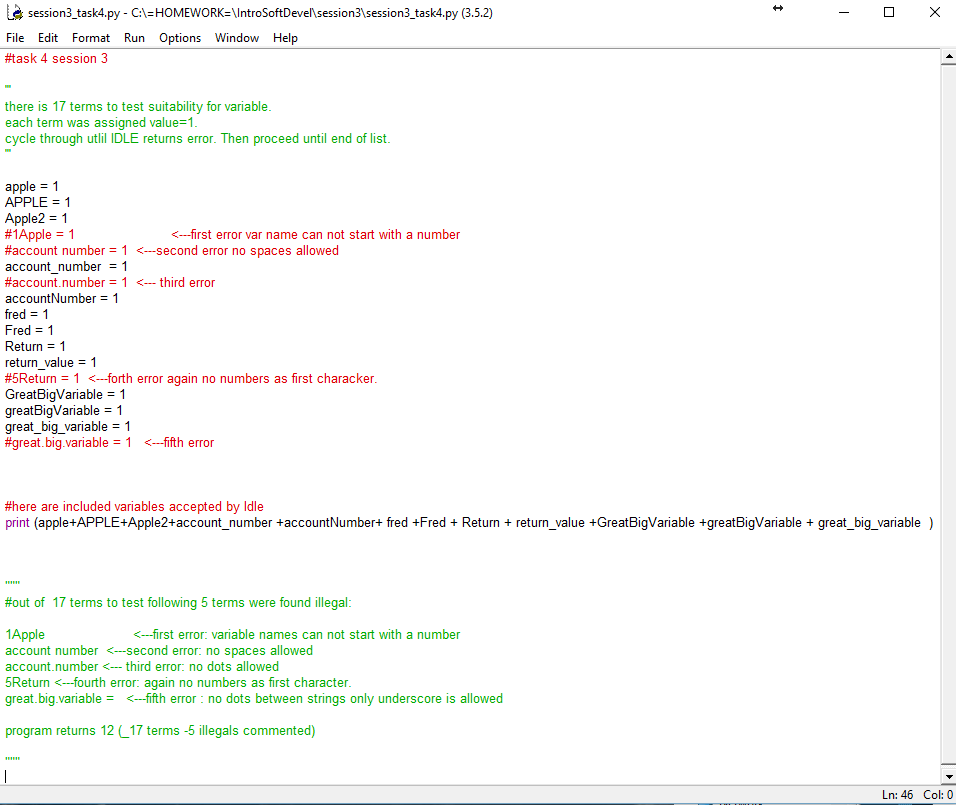 session3_task4.py - C:\=HOMEWORK=\IntroSoftDevel\session3\session3_task4.py (3.5.2)
File Edit Format Run Options Window Help
#task 4 session 3
"""
there is 17 terms to test suitability for variable.
each term was assigned value=1.
cycle through utlil IDLE returns error. Then proceed until end of list.
"""
apple = 1
APPLE = 1
Apple2 = 1
#1Apple = 1 <---first error var name can not start with a number
#account number = 1 <---second error no spaces allowed
account_number = 1
#account.number = 1 <--- third error
accountNumber = 1
fred = 1
Fred = 1
Return = 1
return_value = 1
#5Return = 1 <---forth error again no numbers as first characker.
GreatBigVariable = 1
greatBigVariable = 1
great_big_variable = 1
#great.big.variable = 1 <---fifth error
#here are included variables accepted by Idle
print (apple+APPLE+Apple2+account_number +accountNumber+ fred +Fred + Return + return_value +GreatBigVariable +greatBigVariable + great_big_variable )
"""
#out of 17 terms to test following 5 terms were found illegal:
1Apple <---first error: variable names can not start with a number
account number <---second error: no spaces allowed
account.number <--- third error: no dots allowed
5Return <---fourth error: again no numbers as first character.
great.big.variable = <---fifth error : no dots between strings only underscore is allowed
program returns 12 (_17 terms -5 illegals commented)
"""
Ln: 46 Col: 0